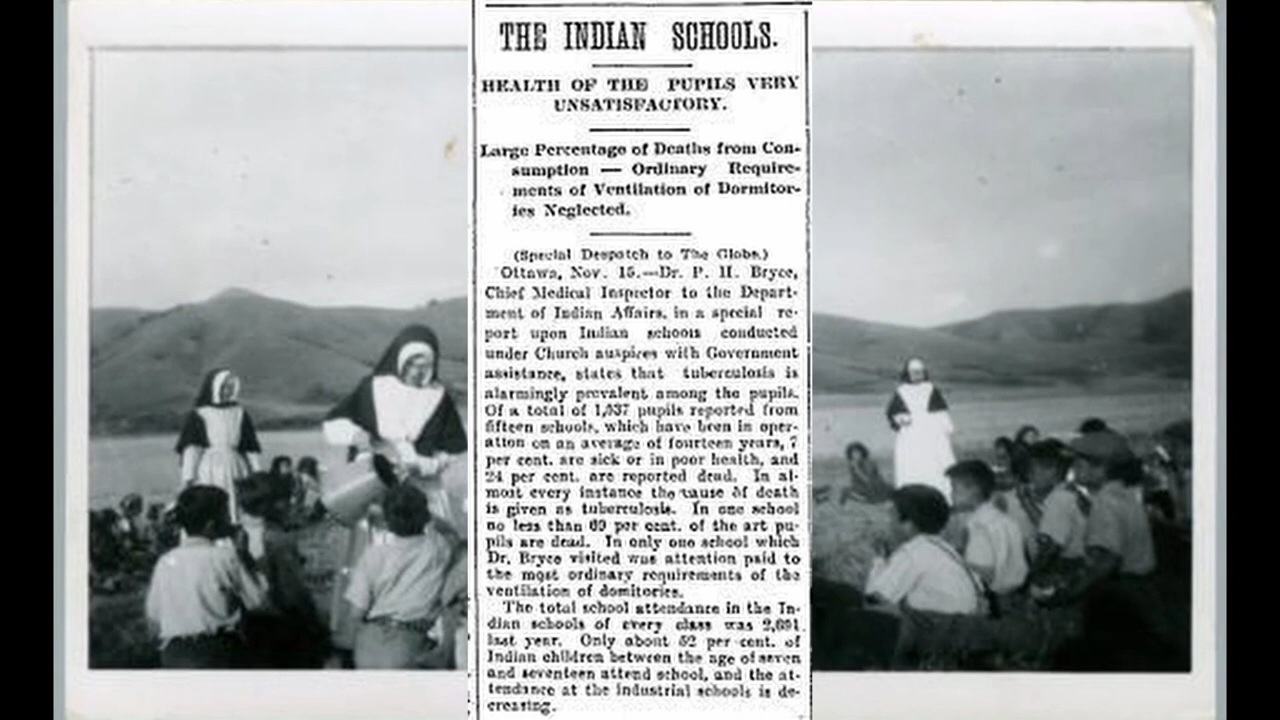 THE INDIAN SCHOOLS.
HEALTH OF THE PUPILS VERY
UNSATISFACTORY.
Large Percentage of Deaths from Con-
sumption — Ordinary Require-
ments of Ventilation of Dormitor-
ies Neglected.
(Special Despatch to The Globe.)
Ottawa, Nov. 15.—Dr. P. H. Bryce,
Chief Medical Inspector to the Depart-
ment of Indian Affairs, in a special re-
port upon Indian schools conducted
under Church auspices with Government
assistance, states that tuberculosis is
alarmingly prevalent among the pupils.
Of a total of 1,537 pupils reported from
fifteen schools, which have been in oper-
ation on an average of fourteen years, 7
per cent. are sick or in poor health, and
24 per cent. are reported dead. In al-
most every instance the cause of death
is given as tuberculosis. In one school
no less than 69 per cent. of the art pu-
pils are dead. In only one school which
Dr. Bryce visited was attention paid to
the most ordinary requirements of the
ventilation of domitories.
The total school attendance in the In-
dian schools of every class was
last year. Only about 52 per cent. of
Indian children between the age of seven
and seventeen attend school, and the at-
tendance at the industrial schools is de-
creasing.